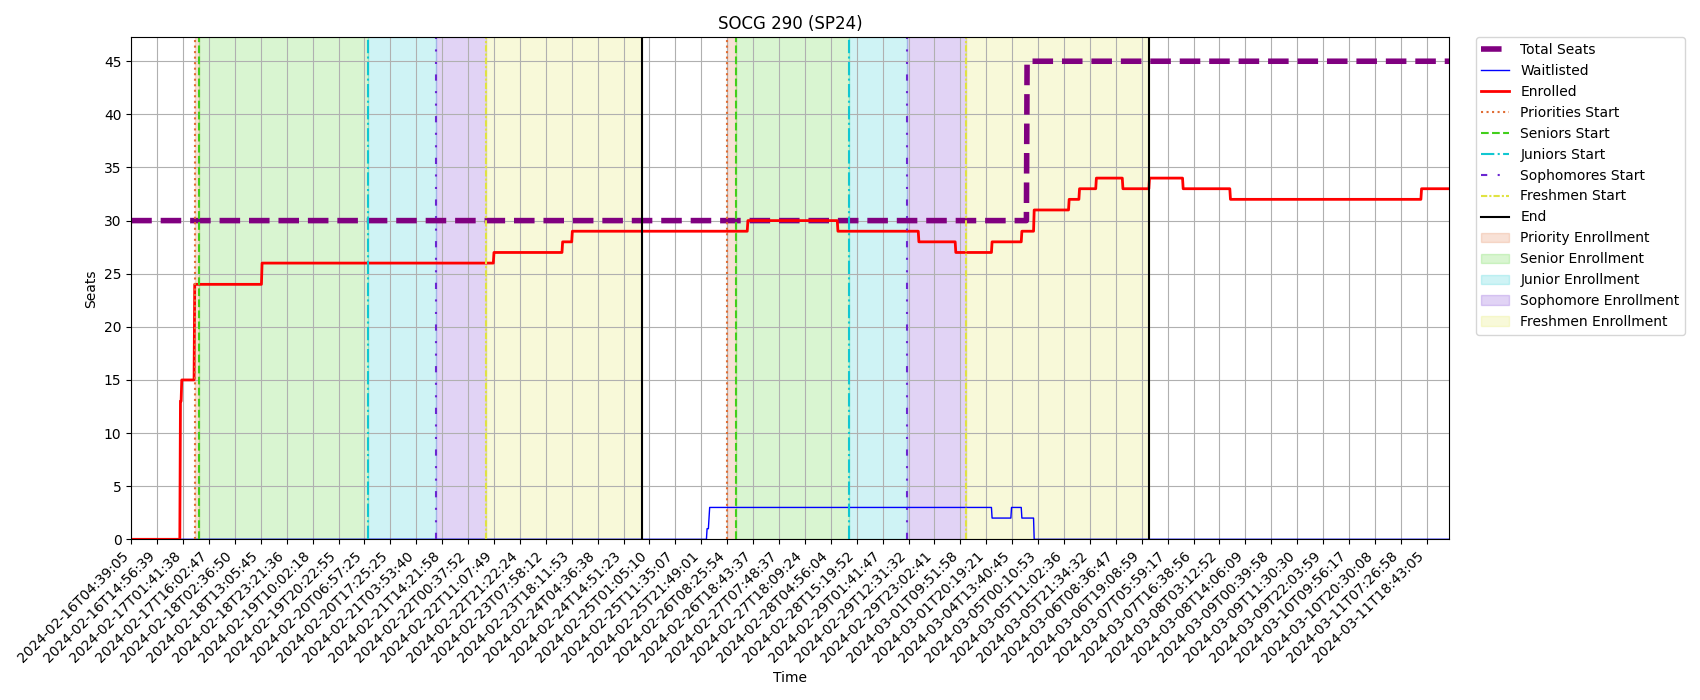 SOCG 290 (SP24)
45
40
35
30
25
20
15
10
5
0
Seats
2024-02-16T04:39:05
2024-02-16T14:56:39
2024-02-17T01:41:38
2024-02-17T16:02:47
2024-02-18T02:36:50
2024-02-18T13:05:45
2024-02-18T23:21:36
2024-02-19T10:02:18
2024-02-19T20:22:55
2024-02-20T06:57:25
2024-02-20T17:25:25
2024-02-21T03:53:40
2024-02-21T14:21:58
2024-02-22T00:37:52
2024-02-22T11:07:49
2024-02-22T21:22:24
2024-02-23T07:58:12
2024-02-23T18:11:53
2024-02-24T04:36:38
2024-02-24T14:51:23
2024-02-25T01:05:10
2024-02-25T11:35:07
2024-02-25T21:49:01
2024-02-26T08:25:54
2024-02-26T18:43:37
2024-02-27T07:48:37
2024-02-27T18:09:24
2024-02-28T04:56:04
2024-02-28T15:19:52
2024-02-29T01:41:47
2024-02-29T12:31:32
2024-02-29T23:02:41
2024-03-01T09:51:58
2024-03-01T20:19:21
2024-03-04T13:40:45
2024-03-05T00:10:53
2024-03-05T11:02:36
2024-03-05T21:34:32
2024-03-06T08:36:47
2024-03-06T19:08:59
2024-03-07T05:59:17
2024-03-07T16:38:56
2024-03-08T03:12:52
2024-03-08T14:06:09
2024-03-09T00:39:58
2024-03-09T11:30:30
2024-03-09T22:03:59
2024-03-10T09:56:17
2024-03-10T20:30:08
2024-03-11T07:26:58
2024-03-11T18:43:05
Time
Total Seats
Waitlisted
Enrolled
Priorities Start
Seniors Start
Juniors Start
Sophomores Start
Freshmen Start
End
Priority Enrollment
Senior Enrollment
Junior Enrollment
Sophomore Enrollment
Freshmen Enrollment